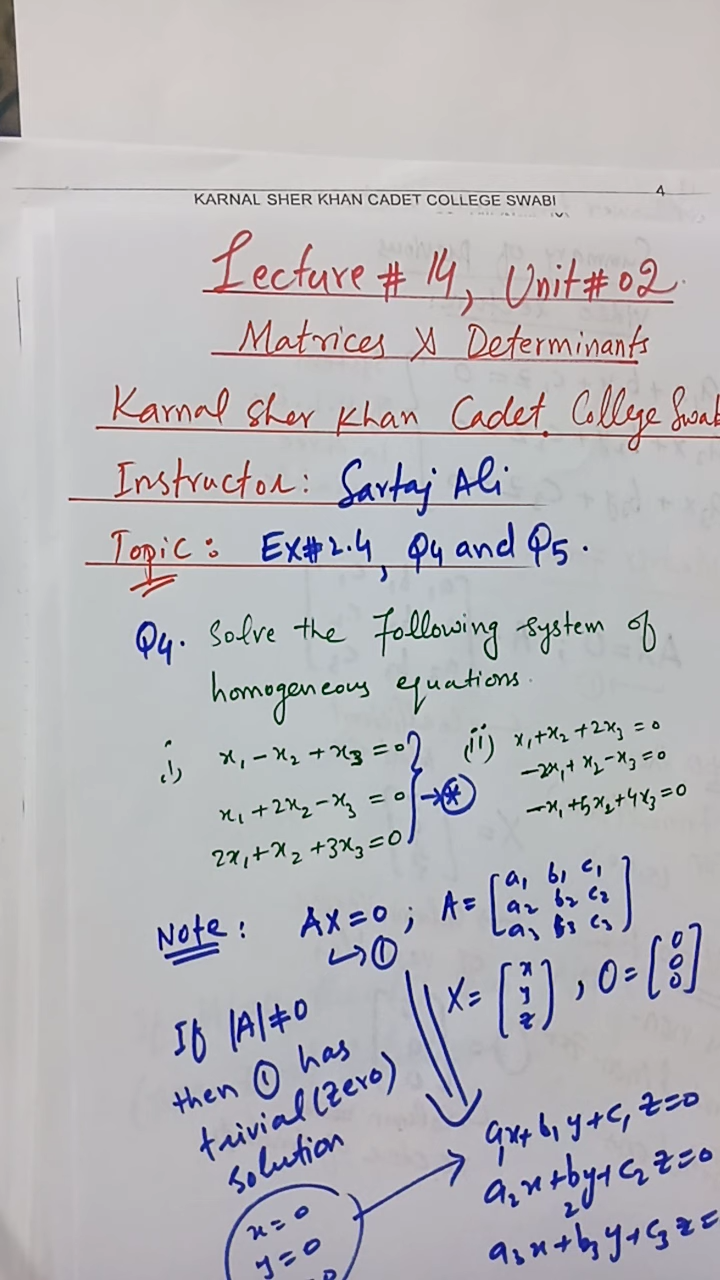 4
KARNAL SHER KHAN CADET COLLEGE SWABI
Lecture # 14, Unit # 02
Matrices & Determinants
Karnal Sher Khan Cadet College Swab
Instructor: Sartaj Ali
Topic: EX#2.4, Q4 and Q5.
Q4. Solve the following system of
homogeneous equations.
i) x₁ - x₂ + x₃ = 0
x₁ + 2x₂ - x₃ = 0 → *
2x₁ + x₂ + 3x₃ = 0
(ii) x₁ + x₂ + 2x₃ = 0
-2x₁ + x₂ - x₃ = 0
-x₁ + 5x₂ + 4x₃ = 0
Note: AX = 0 ; A = [a₁ b₁ c₁
a₂ b₂ c₂
a₃ b₃ c₃]
↳ ①
X = [x
y
z] , O = [0
0
0]
If |A| ≠ 0
then ① has
trivial (zero)
solution
x = 0
y = 0
a₁x + b₁y + c₁z = 0
a₂x + b₂y + c₂z = 0
a₃x + b₃y + c₃z =